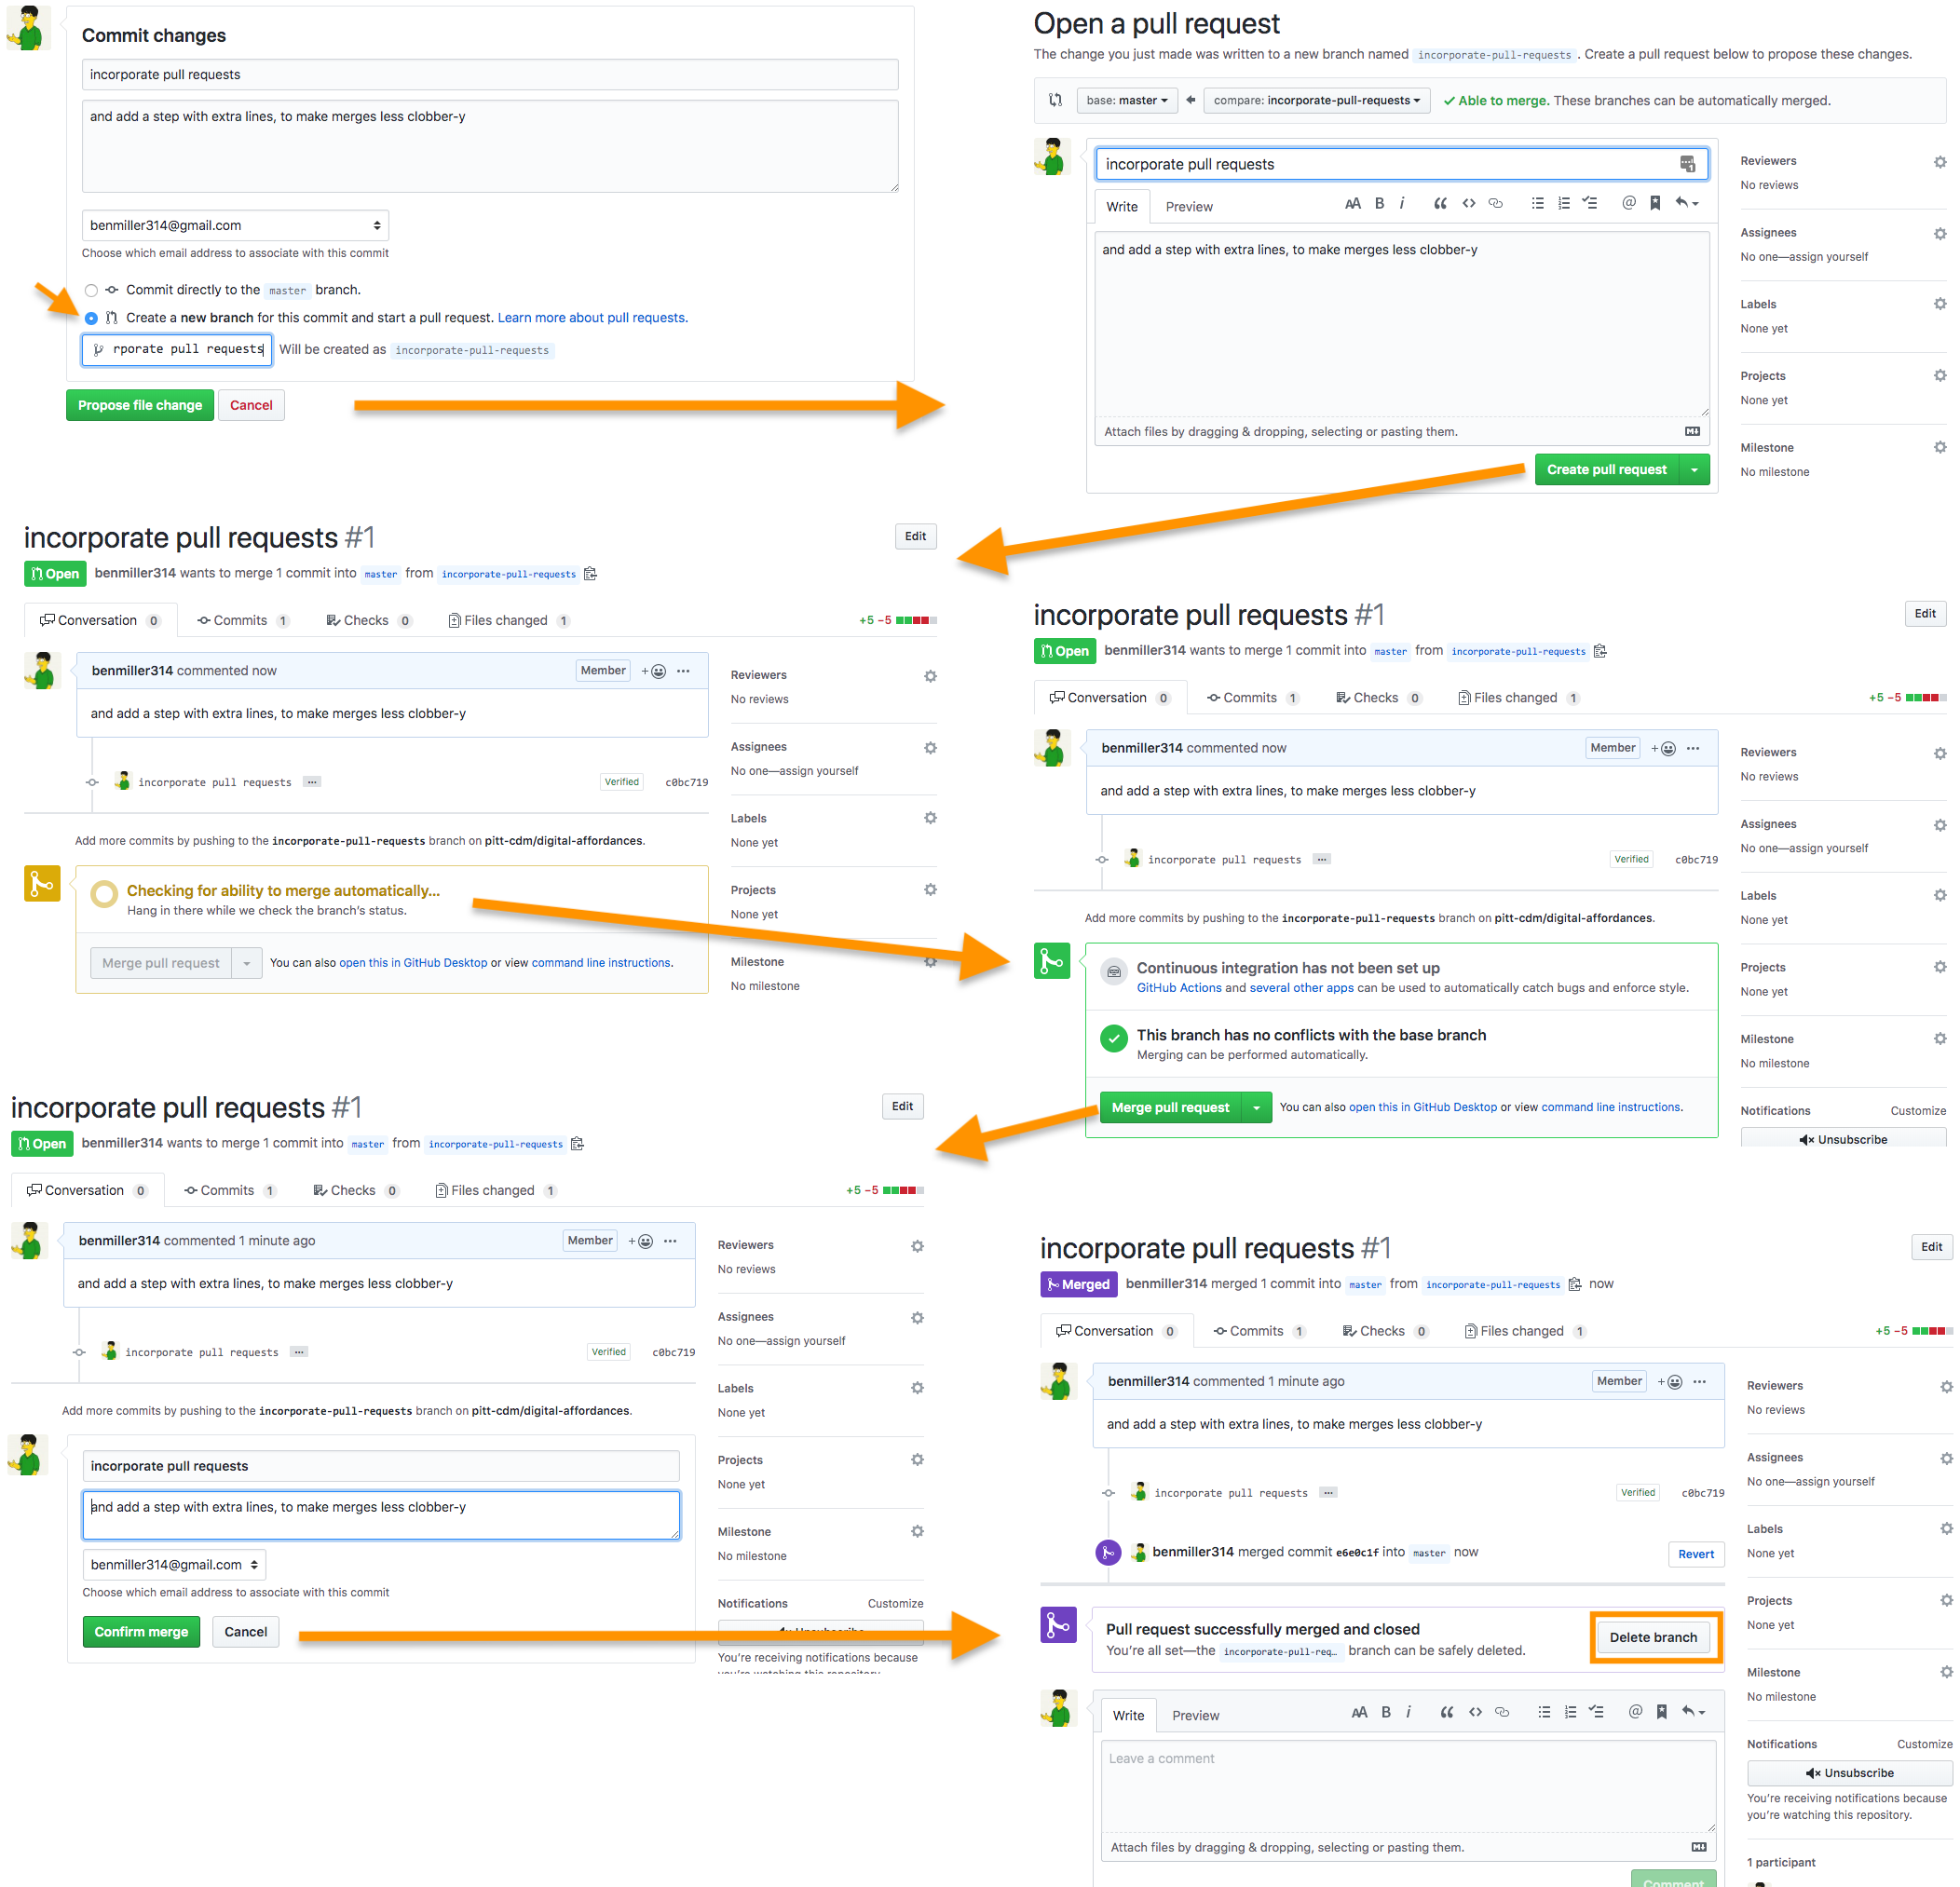 Commit changes
incorporate pull requests
and add a step with extra lines, to make merges less clobber-y
benmiller314@gmail.com
Choose which email address to associate with this commit
Commit directly to the master branch.
Create a new branch for this commit and start a pull request. Learn more about pull requests.
rporate pull requests Will be created as incorporate-pull-requests
Propose file change Cancel
Open a pull request
The change you just made was written to a new branch named incorporate-pull-requests. Create a pull request below to propose these changes.
base: master compare: incorporate-pull-requests Able to merge. These branches can be automatically merged.
incorporate pull requests
Write Preview AA B i @
and add a step with extra lines, to make merges less clobber-y
Attach files by dragging & dropping, selecting or pasting them.
Create pull request
Reviewers
No reviews
Assignees
No one—assign yourself
Labels
None yet
Projects
None yet
Milestone
No milestone
incorporate pull requests #1 Edit
Open benmiller314 wants to merge 1 commit into master from incorporate-pull-requests
Conversation 0 Commits 1 Checks 0 Files changed 1 +5 −5
benmiller314 commented now Member
and add a step with extra lines, to make merges less clobber-y
incorporate pull requests ... Verified c0bc719
Add more commits by pushing to the incorporate-pull-requests branch on pitt-cdm/digital-affordances.
Checking for ability to merge automatically...
Hang in there while we check the branch's status.
Merge pull request You can also open this in GitHub Desktop or view command line instructions.
Reviewers
No reviews
Assignees
No one—assign yourself
Labels
None yet
Projects
None yet
Milestone
No milestone
incorporate pull requests #1 Edit
Open benmiller314 wants to merge 1 commit into master from incorporate-pull-requests
Conversation 0 Commits 1 Checks 0 Files changed 1 +5 −5
benmiller314 commented now Member
and add a step with extra lines, to make merges less clobber-y
incorporate pull requests ... Verified c0bc719
Add more commits by pushing to the incorporate-pull-requests branch on pitt-cdm/digital-affordances.
Continuous integration has not been set up
GitHub Actions and several other apps can be used to automatically catch bugs and enforce style.
This branch has no conflicts with the base branch
Merging can be performed automatically.
Merge pull request You can also open this in GitHub Desktop or view command line instructions.
Reviewers
No reviews
Assignees
No one—assign yourself
Labels
None yet
Projects
None yet
Milestone
No milestone
Notifications Customize
Unsubscribe
incorporate pull requests #1 Edit
Open benmiller314 wants to merge 1 commit into master from incorporate-pull-requests
Conversation 0 Commits 1 Checks 0 Files changed 1 +5 −5
benmiller314 commented 1 minute ago Member
and add a step with extra lines, to make merges less clobber-y
incorporate pull requests ... Verified c0bc719
Add more commits by pushing to the incorporate-pull-requests branch on pitt-cdm/digital-affordances.
incorporate pull requests
and add a step with extra lines, to make merges less clobber-y
benmiller314@gmail.com
Choose which email address to associate with this commit
Confirm merge Cancel
Reviewers
No reviews
Assignees
No one—assign yourself
Labels
None yet
Projects
None yet
Milestone
No milestone
Notifications Customize
You're receiving notifications because
you're watching this repository.
incorporate pull requests #1 Edit
Merged benmiller314 merged 1 commit into master from incorporate-pull-requests now
Conversation 0 Commits 1 Checks 0 Files changed 1 +5 −5
benmiller314 commented 1 minute ago Member
and add a step with extra lines, to make merges less clobber-y
incorporate pull requests ... Verified c0bc719
benmiller314 merged commit e6e0c1f into master now Revert
Pull request successfully merged and closed
You're all set—the incorporate-pull-req… branch can be safely deleted. Delete branch
Write Preview AA B i @
Leave a comment
Attach files by dragging & dropping, selecting or pasting them.
Comment
Reviewers
No reviews
Assignees
No one—assign yourself
Labels
None yet
Projects
None yet
Milestone
No milestone
Notifications Customize
Unsubscribe
You're receiving notifications because
you're watching this repository.
1 participant